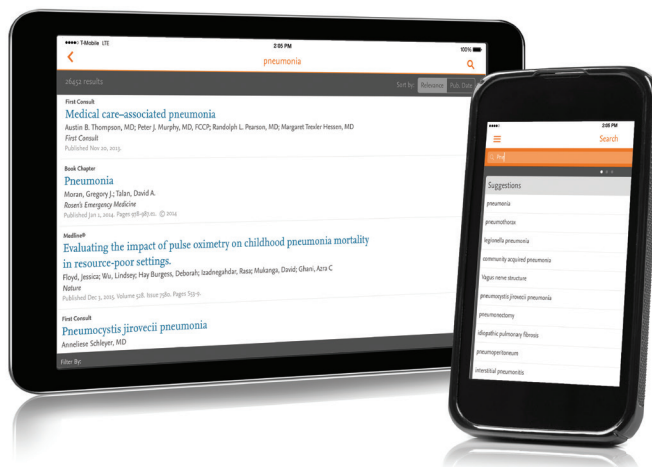 T-Mobile LTE
2:05 PM
100%
pneumonia
26452 results
Sort by: Relevance Pub. Date
First Consult
Medical care–associated pneumonia
Austin B. Thompson, MD; Peter J. Murphy, MD, FCCP; Randolph L. Pearson, MD; Margaret Trexler Hessen, MD
First Consult
Published Nov 20, 2013.
Book Chapter
Pneumonia
Moran, Gregory J.; Talan, David A.
Rosen's Emergency Medicine
Published Jan 1, 2014. Pages 978-987.e2. © 2014
Medline®
Evaluating the impact of pulse oximetry on childhood pneumonia mortality
in resource-poor settings.
Floyd, Jessica; Wu, Lindsey; Hay Burgess, Deborah; Izadnegahdar, Rasa; Mukanga, David; Ghani, Azra C
Nature
Published Dec 3, 2015. Volume 528. Issue 7580. Pages S53-9.
First Consult
Pneumocystis jirovecii pneumonia
Anneliese Schleyer, MD
Filter By:
2:05 PM
Search
Suggestions
pneumonia
pneumothorax
legionella pneumonia
community acquired pneumonia
Vagus nerve structure
pneumocystis jirovecii pneumonia
pneumonectomy
idiopathic pulmonary fibrosis
pneumoperitoneum
interstitial pneumonitis